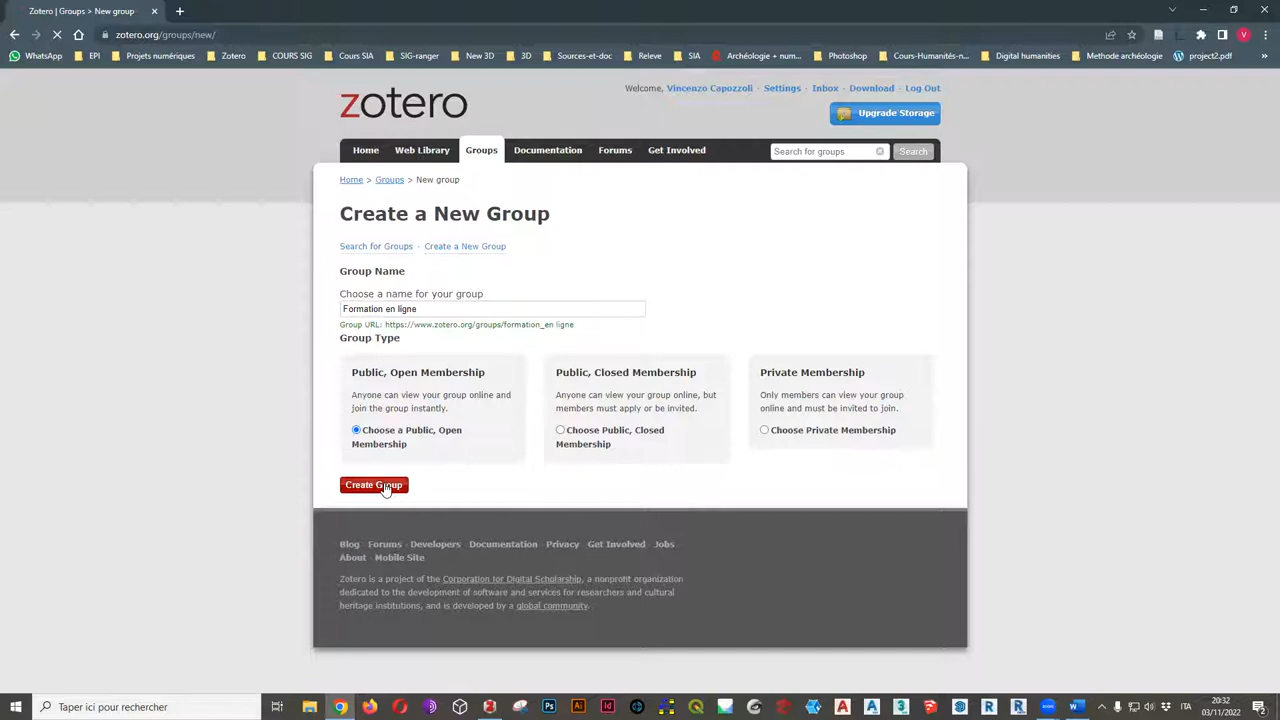 Zotero | Groups > New group
zotero.org/groups/new/
WhatsApp EPI Projets numériques Zotero COURS SIG Cours SIA SIG-ranger New 3D 3D Sources-et-doc Releve SIA Archéologie + num... Photoshop Cours-Humanités-n... Digital humanities Methode archeologie project2.pdf
Welcome, Vincenzo Capozzoli · Settings · Inbox · Download · Log Out
zotero
Upgrade Storage
Home Web Library Groups Documentation Forums Get Involved Search for groups Search
Home > Groups > New group
Create a New Group
Search for Groups · Create a New Group
Group Name
Choose a name for your group
Formation en ligne
Group URL: https://www.zotero.org/groups/formation_en ligne
Group Type
Public, Open Membership
Anyone can view your group online and
join the group instantly.
Choose a Public, Open
Membership
Public, Closed Membership
Anyone can view your group online, but
members must apply or be invited.
Choose Public, Closed
Membership
Private Membership
Only members can view your group
online and must be invited to join.
Choose Private Membership
Create Group
Blog Forums Developers Documentation Privacy Get Involved Jobs
About Mobile Site
Zotero is a project of the Corporation for Digital Scholarship, a nonprofit organization
dedicated to the development of software and services for researchers and cultural
heritage institutions, and is developed by a global community.
Taper ici pour rechercher
ITA
20:32
03/11/2022